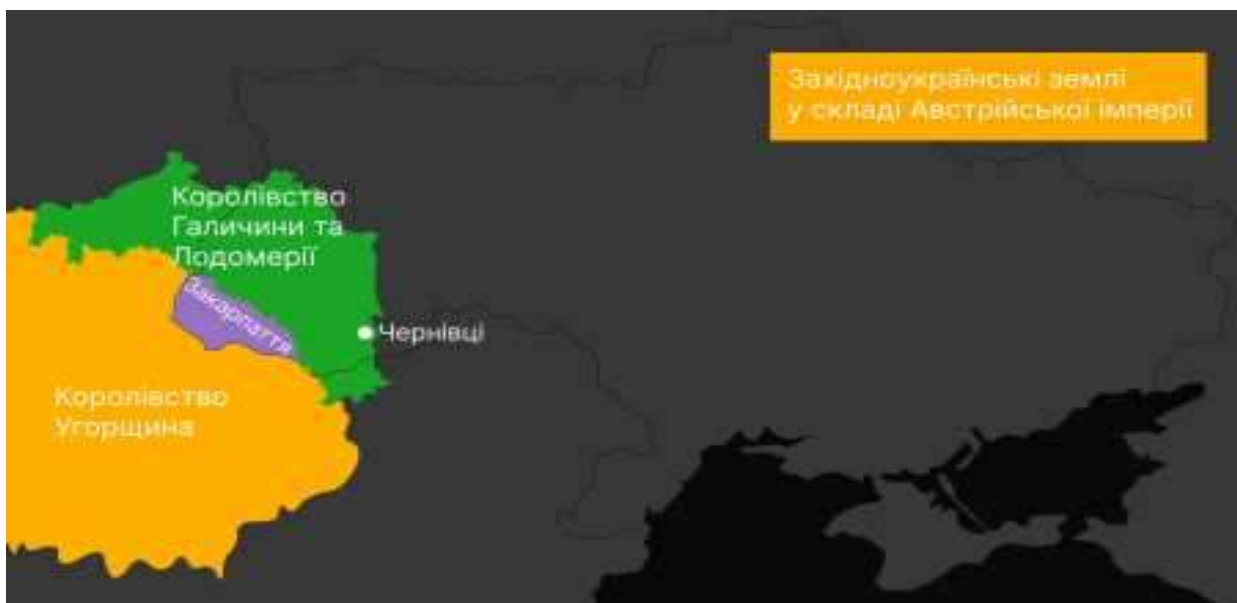 Західноукраїнські землі
у складі Австрійської імперії
Королівство
Галичини та
Лодомерії
Закарпаття
Чернівці
Королівство
Угорщина